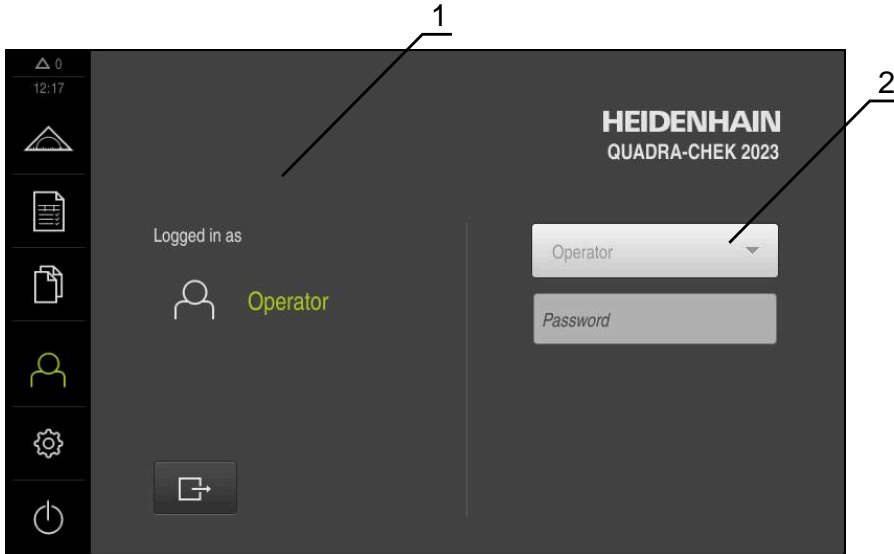 1
2
0
12:17
HEIDENHAIN
QUADRA-CHEK 2023
Logged in as
Operator
Operator
Password